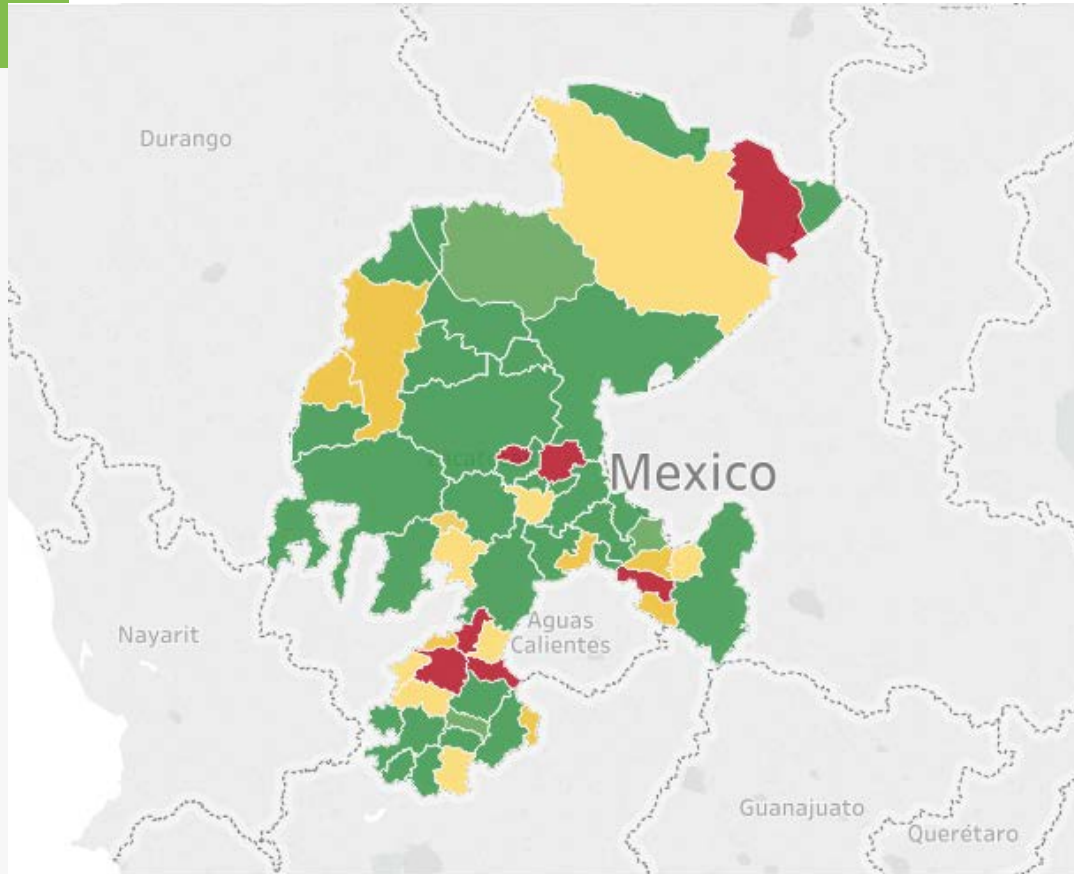 Durango
Mexico
Nayarit
Aguas
Calientes
Guanajuato
Querétaro